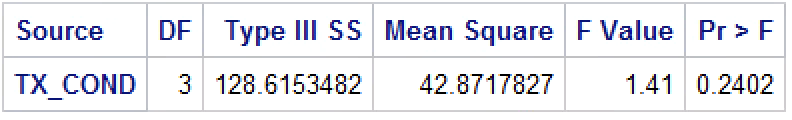 Source DF Type III SS Mean Square F Value Pr > F
TX_COND 3 128.6153482 42.8717827 1.41 0.2402